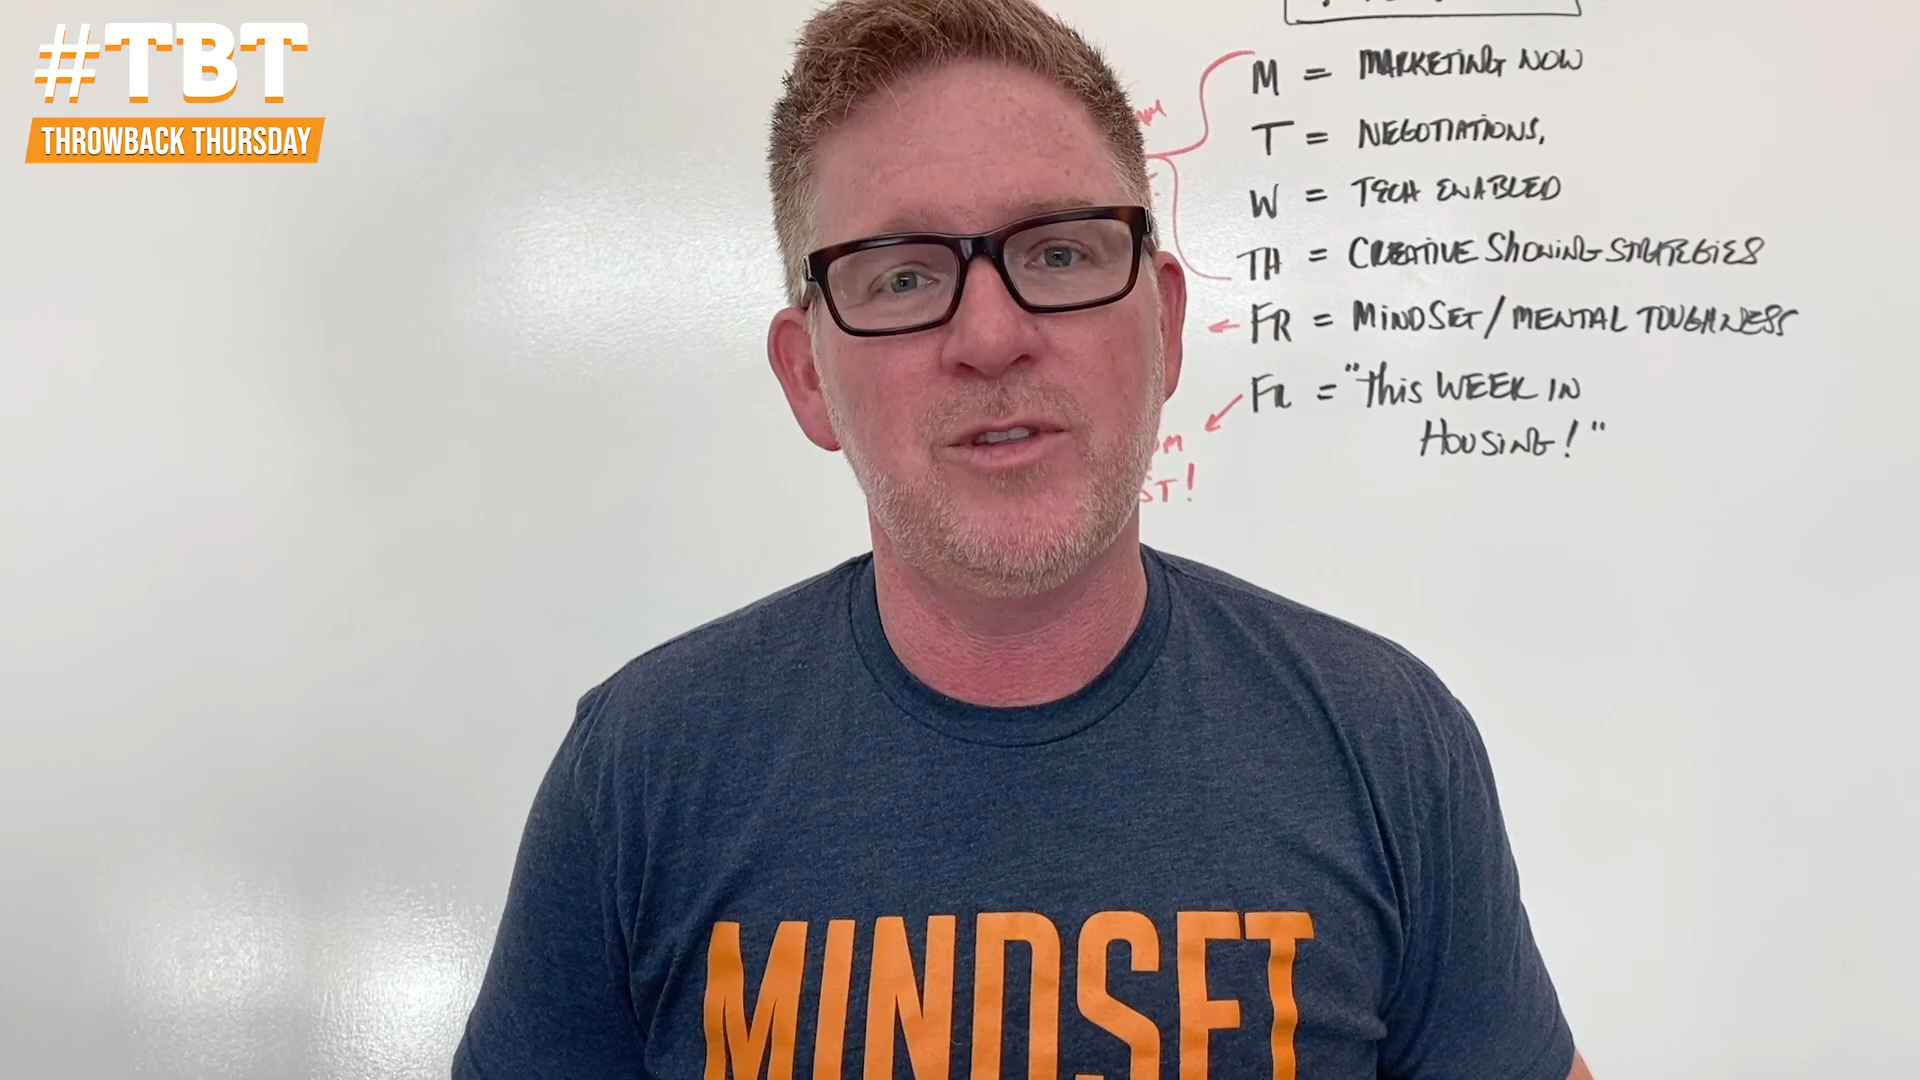 #TBT
THROWBACK THURSDAY
M = MARKETING NOW
T = NEGOTIATIONS,
W = TECH ENABLED
TH = CREATIVE SHOWING STRATEGIES
FR = MINDSET / MENTAL TOUGHNESS
FR = "This WEEK IN
HOUSING!"
ST!
MINDSET